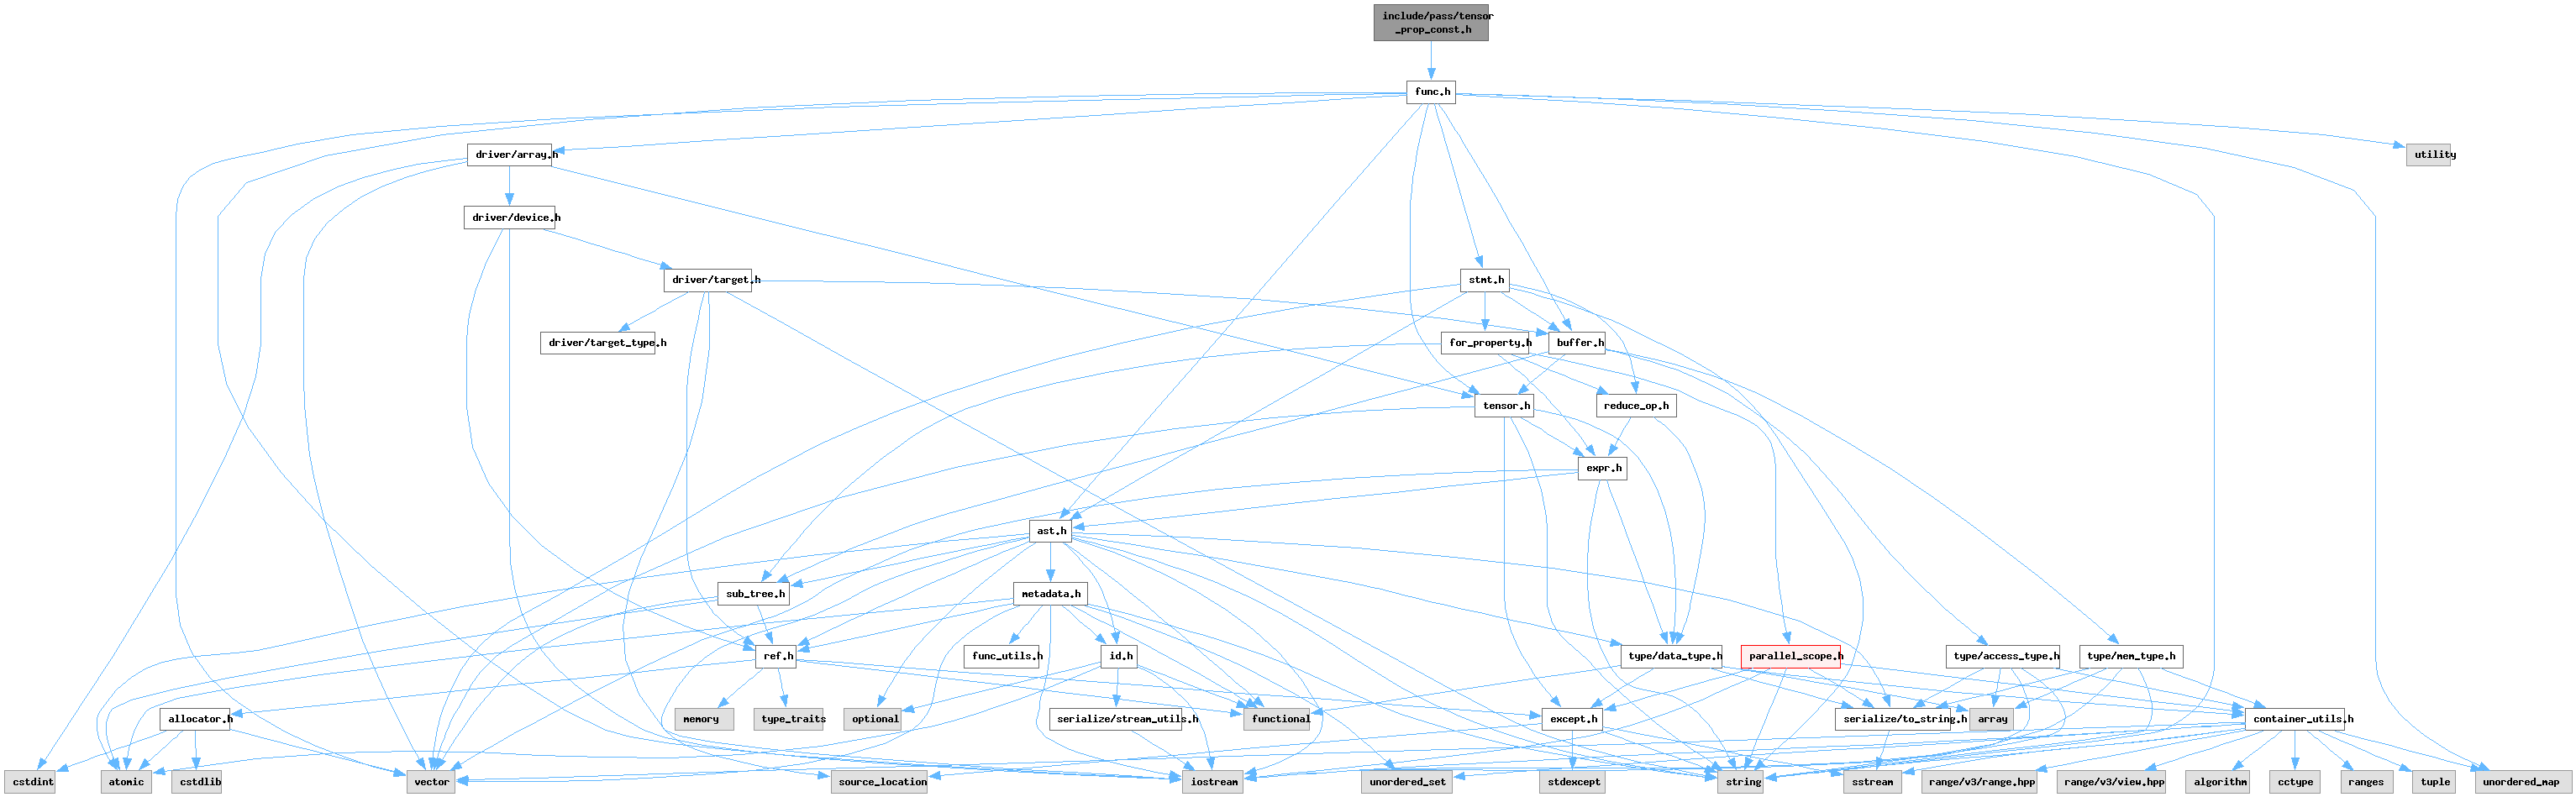 include/pass/tensor
_prop_const.h
func.h
driver/array.h
utility
driver/device.h
driver/target.h
stmt.h
driver/target_type.h
for_property.h
buffer.h
tensor.h
reduce_op.h
expr.h
ast.h
sub_tree.h
metadata.h
ref.h
func_utils.h
id.h
type/data_type.h
parallel_scope.h
type/access_type.h
type/mem_type.h
allocator.h
memory
type_traits
optional
serialize/stream_utils.h
functional
except.h
serialize/to_string.h
array
container_utils.h
cstdint
atomic
cstdlib
vector
source_location
iostream
unordered_set
stdexcept
string
sstream
range/v3/range.hpp
range/v3/view.hpp
algorithm
cctype
ranges
tuple
unordered_map